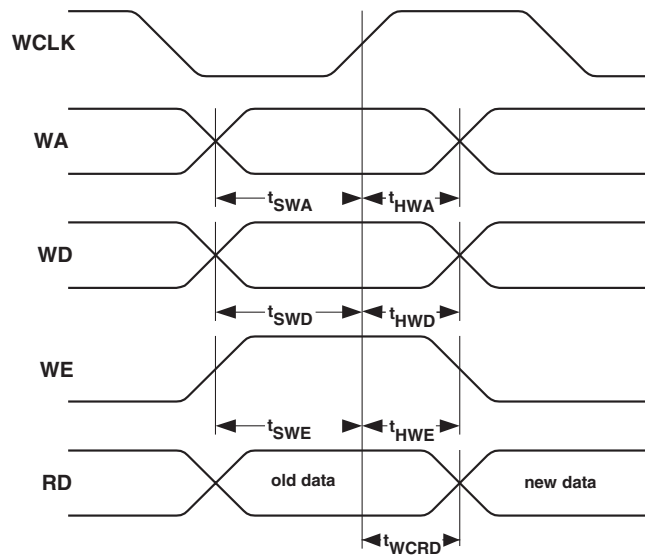 WCLK
WA
tSWA tHWA
WD
tSWD tHWD
WE
tSWE tHWE
RD old data new data
tWCRD